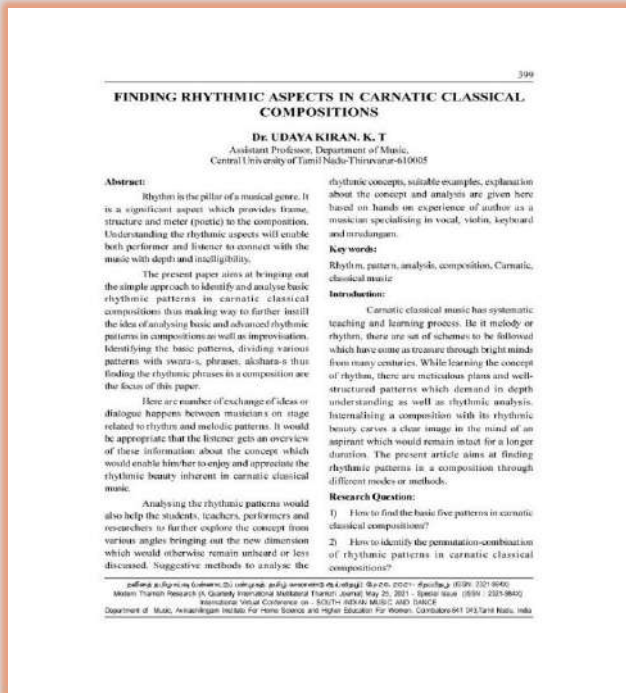 399
FINDING RHYTHMIC ASPECTS IN CARNATIC CLASSICAL
COMPOSITIONS
Dr. UDAYA KIRAN. K. T
Assistant Professor, Department of Music,
Central University of Tamil Nadu-Thiruvarur-610005
Abstract:
Rhythm is the pillar of a musical genre. It
is a significant aspect which provides frame,
structure and meter (poetic) to the composition.
Understanding the rhythmic aspects will enable
both performer and listener to connect with the
music with depth and intelligibility.
The present paper aims at bringing out
the simple approach to identify and analyse basic
rhythmic patterns in carnatic classical
compositions thus making way to further instill
the idea of analysing basic and advanced rhythmic
patterns in compositions as well as improvisation.
Identifying the basic patterns, dividing various
patterns with swara-s, phrases, akshara-s thus
finding the rhythmic phrases in a composition are
the focus of this paper.
Here are number of exchange of ideas or
dialogue happens between musicians on stage
related to rhythm and melodic patterns. It would
be appropriate that the listener gets an overview
of these information about the concept which
would enable him/her to enjoy and appreciate the
rhythmic beauty inherent in carnatic classical
music.
Analysing the rhythmic patterns would
also help the students, teachers, performers and
researchers to further explore the concept from
various angles bringing out the new dimension
which would otherwise remain unheard or less
discussed. Suggestive methods to analyse the
rhythmic concepts, suitable examples, explanation
about the concept and analysis are given here
based on hands on experience of author as a
musician specialising in vocal, violin, keyboard
and mrudangam.
Key words:
Rhythm, pattern, analysis, composition, Carnatic,
classical music
Introduction:
Carnatic classical music has systematic
teaching and learning process. Be it melody or
rhythm, there are set of schemes to be followed
which have come as treasure through bright minds
from many centuries. While learning the concept
of rhythm, there are meticulous plans and well-
structured patterns which demand in depth
understanding as well as rhythmic analysis.
Internalising a composition with its rhythmic
beauty carves a clear image in the mind of an
aspirant which would remain intact for a longer
duration. The present article aims at finding
rhythmic patterns in a composition through
different modes or methods.
Research Question:
1) How to find the basic five patterns in carnatic
classical compositions?
2) How to identify the permutation-combination
of rhythmic patterns in carnatic classical
compositions?
Modern Thamizh Research (A Quarterly International Multilateral Thamizh Journal) May 25, 2021 - Special Issue (ISSN : 2321-984X)
International Virtual Conference on - SOUTH INDIAN MUSIC AND DANCE
Department of Music, Avinashilingam Institute For Home Science and Higher Education For Women, Coimbatore-641 043,Tamil Nadu, India